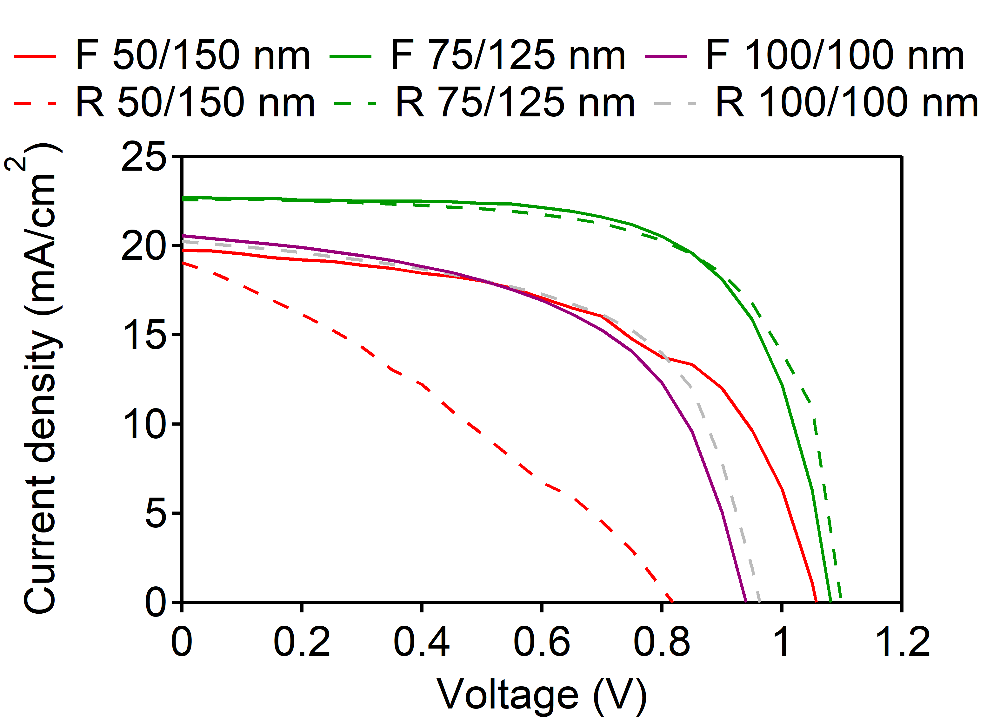 F 50/150 nm F 75/125 nm F 100/100 nm
R 50/150 nm R 75/125 nm R 100/100 nm
Current density (mA/cm²)
25
20
15
10
5
0
0 0.2 0.4 0.6 0.8 1 1.2
Voltage (V)